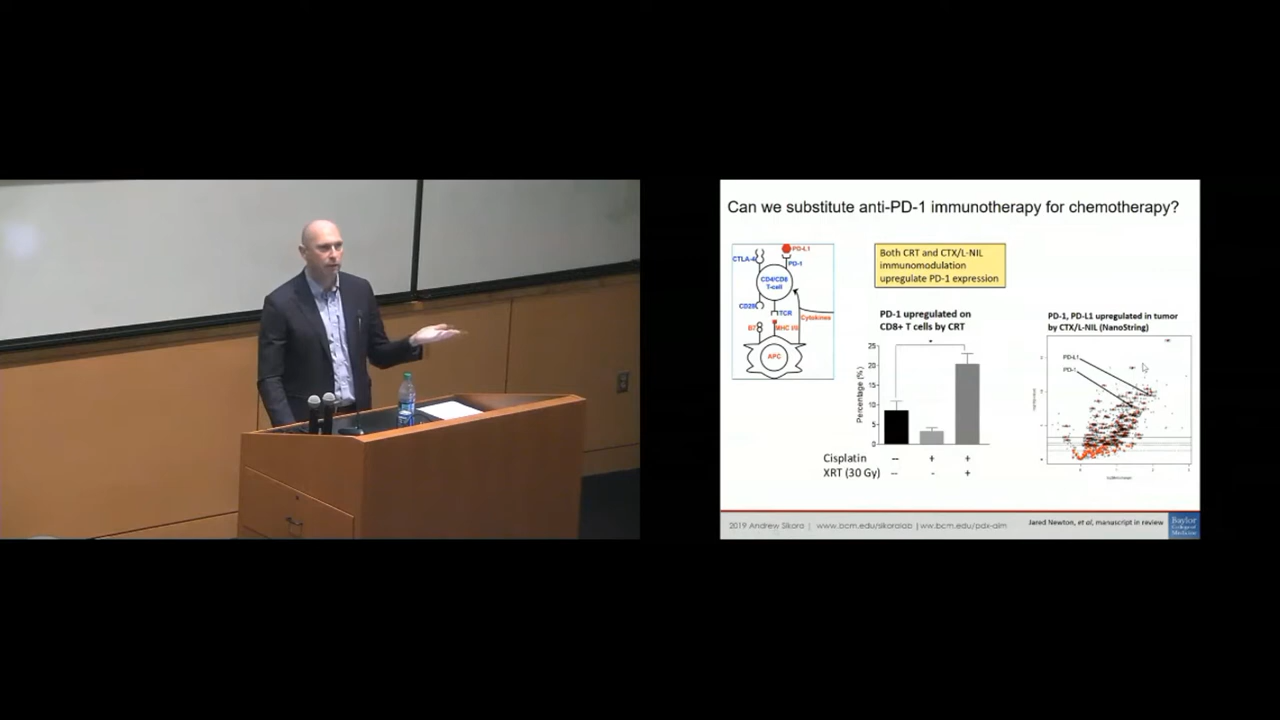 Can we substitute anti-PD-1 immunotherapy for chemotherapy?
PD-L1
CTLA-4
PD-1
CD4/CD8
T-cell
CD28
TCR
Cytokines
B7
MHC I/II
APC
Both CRT and CTX/L-NIL
immunomodulation
upregulate PD-1 expression
PD-1 upregulated on
CD8+ T cells by CRT
Percentage (%)
25
20
15
10
5
0
*
Cisplatin -- + +
XRT (30 Gy) -- - +
PD-1, PD-L1 upregulated in tumor
by CTX/L-NIL (NanoString)
PD-L1
PD-1
2019 Andrew Sikora | www.bcm.edu/sikoralab |ww.bcm.edu/pdx-aim
Jared Newton, et al, manuscript in review
Baylor
College of
Medicine